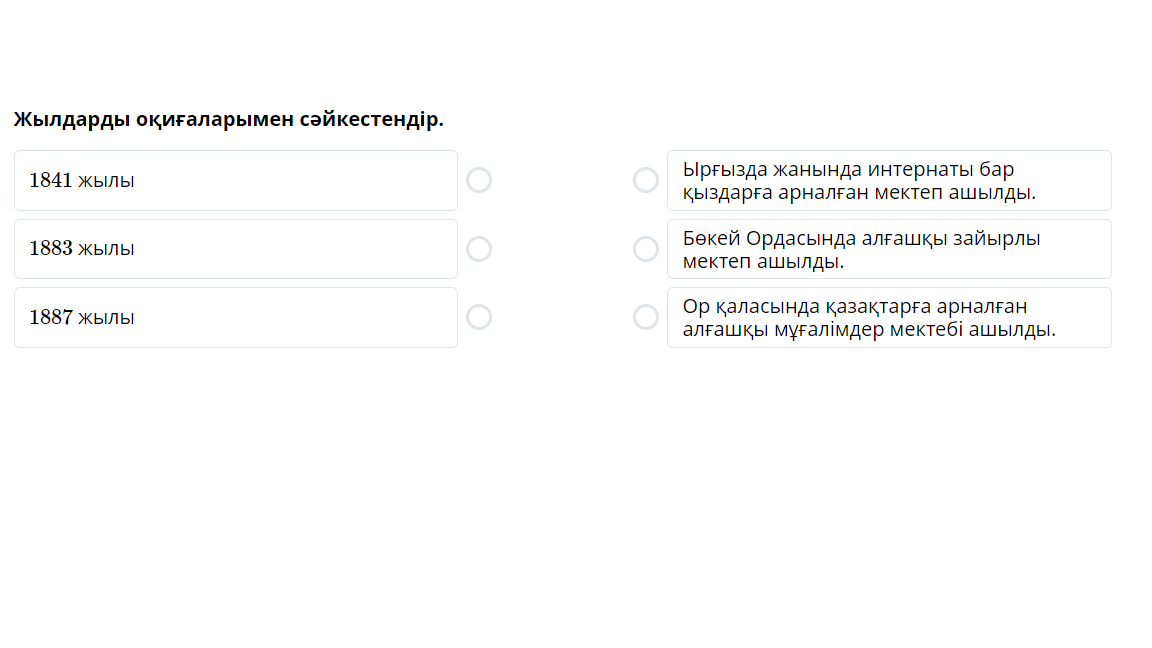 Жылдарды оқиғаларымен сәйкестендір.
1841 жылы
Ырғызда жанында интернаты бар
қыздарға арналған мектеп ашылды.
1883 жылы
Бөкей Ордасында алғашқы зайырлы
мектеп ашылды.
1887 жылы
Ор қаласында қазақтарға арналған
алғашқы мұғалімдер мектебі ашылды.